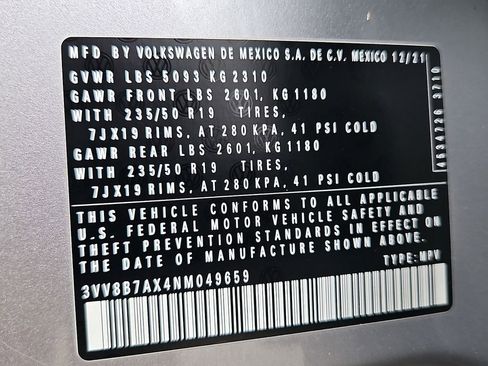 MFD. BY VOLKSWAGEN DE MEXICO S.A. DE C.V. MEXICO 12/21
GVWR LBS 5093 KG 2310
GAWR FRONT LBS 2601, KG 1180
WITH 235/50 R19 TIRES,
7JX19 RIMS, AT 280 KPA, 41 PSI COLD
GAWR REAR LBS 2601, KG 1180
WITH 235/50 R19 TIRES,
7JX19 RIMS, AT 280 KPA, 41 PSI COLD
THIS VEHICLE CONFORMS TO ALL APPLICABLE
U.S. FEDERAL MOTOR VEHICLE SAFETY AND
THEFT PREVENTION STANDARDS IN EFFECT ON
THE DATE OF MANUFACTURE SHOWN ABOVE.
3VV8B7AX4NM049659 TYPE: MPV
4634720 3710